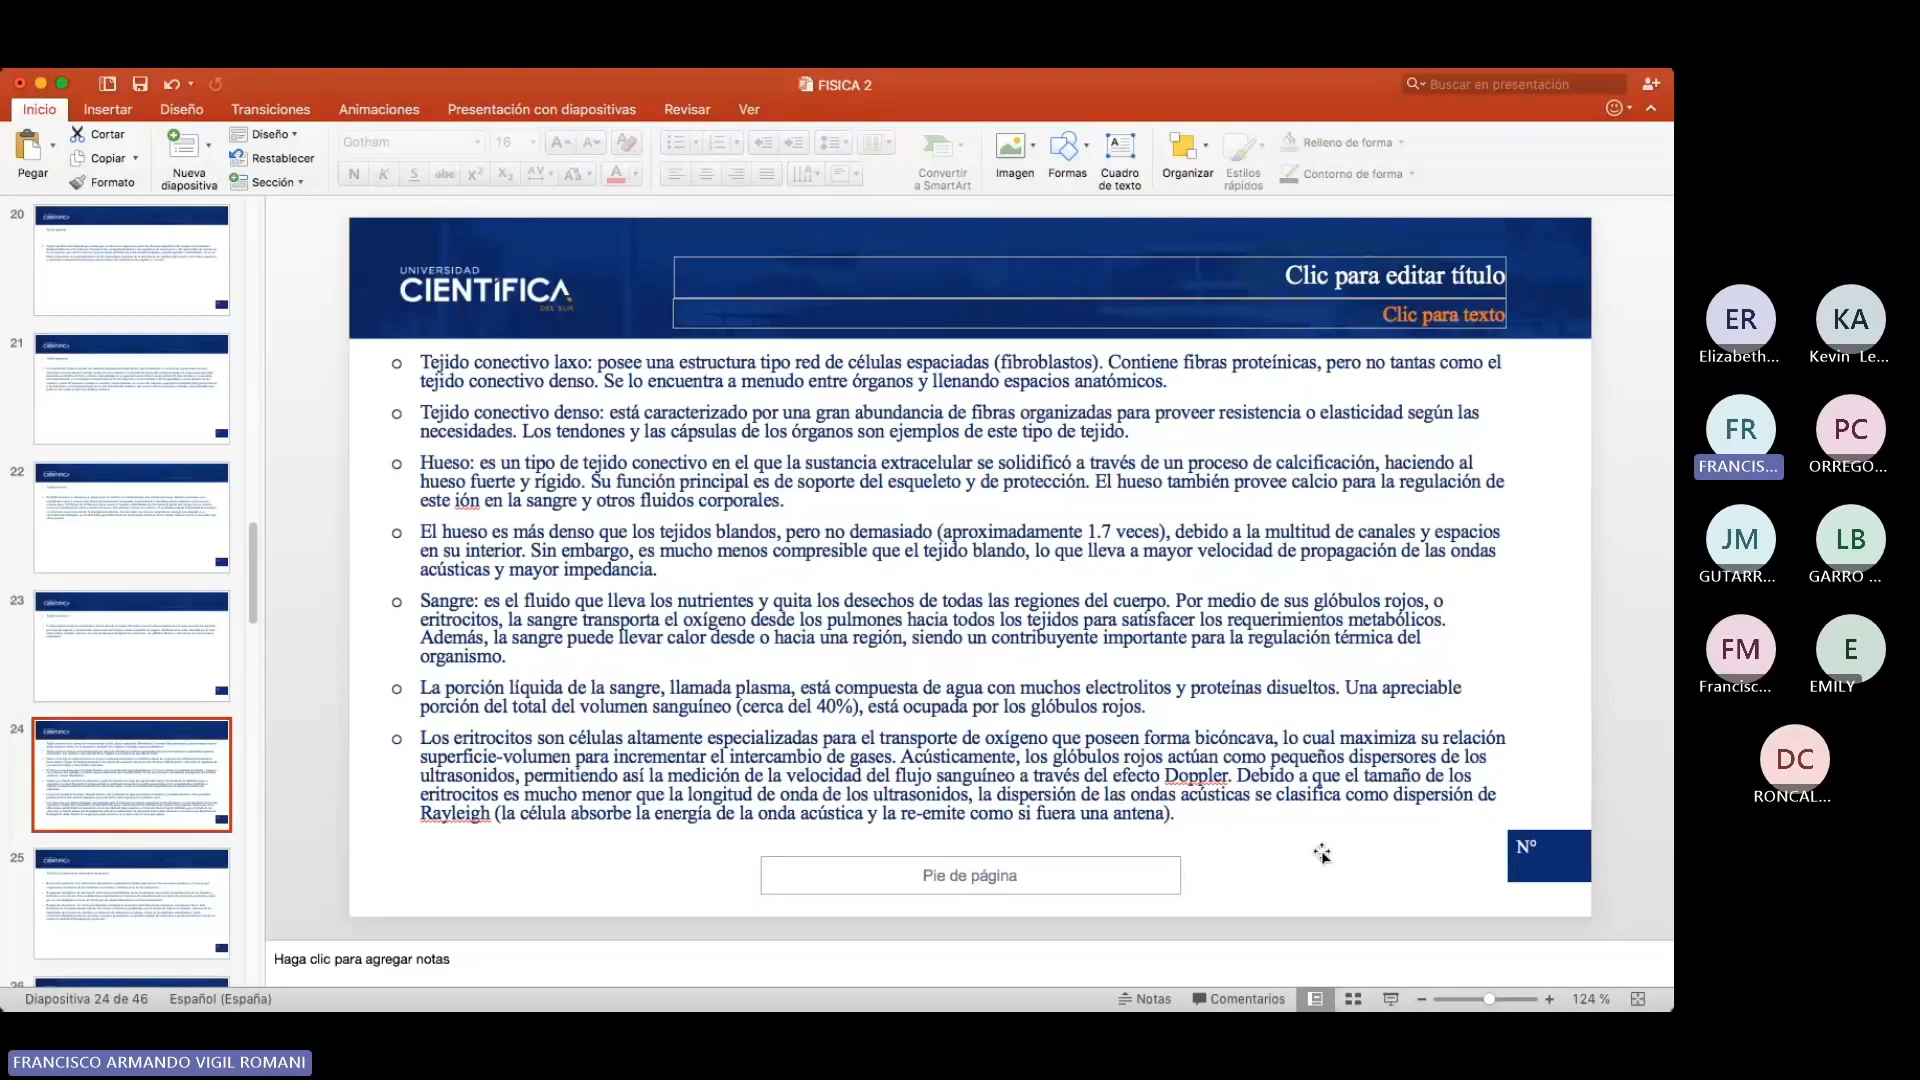 FISICA 2
Buscar en presentación
Inicio
Insertar
Diseño
Transiciones
Animaciones
Presentación con diapositivas
Revisar
Ver
Pegar
Cortar
Copiar
Formato
Nueva
diapositiva
Diseño
Restablecer
Sección
Gotham
16
Convertir
a SmartArt
Imagen
Formas
Cuadro
de texto
Organizar
Estilos
rápidos
Relleno de forma
Contorno de forma
20
21
22
23
24
25
UNIVERSIDAD
CIENTÍFICA
DEL SUR
Clic para editar título
Clic para texto
Tejido conectivo laxo: posee una estructura tipo red de células espaciadas (fibroblastos). Contiene fibras proteínicas, pero no tantas como el
tejido conectivo denso. Se lo encuentra a menudo entre órganos y llenando espacios anatómicos.
Tejido conectivo denso: está caracterizado por una gran abundancia de fibras organizadas para proveer resistencia o elasticidad según las
necesidades. Los tendones y las cápsulas de los órganos son ejemplos de este tipo de tejido.
Hueso: es un tipo de tejido conectivo en el que la sustancia extracelular se solidificó a través de un proceso de calcificación, haciendo al
hueso fuerte y rígido. Su función principal es de soporte del esqueleto y de protección. El hueso también provee calcio para la regulación de
este ión en la sangre y otros fluidos corporales.
El hueso es más denso que los tejidos blandos, pero no demasiado (aproximadamente 1.7 veces), debido a la multitud de canales y espacios
en su interior. Sin embargo, es mucho menos compresible que el tejido blando, lo que lleva a mayor velocidad de propagación de las ondas
acústicas y mayor impedancia.
Sangre: es el fluido que lleva los nutrientes y quita los desechos de todas las regiones del cuerpo. Por medio de sus glóbulos rojos, o
eritrocitos, la sangre transporta el oxígeno desde los pulmones hacia todos los tejidos para satisfacer los requerimientos metabólicos.
Además, la sangre puede llevar calor desde o hacia una región, siendo un contribuyente importante para la regulación térmica del
organismo.
La porción líquida de la sangre, llamada plasma, está compuesta de agua con muchos electrolitos y proteínas disueltos. Una apreciable
porción del total del volumen sanguíneo (cerca del 40%), está ocupada por los glóbulos rojos.
Los eritrocitos son células altamente especializadas para el transporte de oxígeno que poseen forma bicóncava, lo cual maximiza su relación
superficie-volumen para incrementar el intercambio de gases. Acústicamente, los glóbulos rojos actúan como pequeños dispersores de los
ultrasonidos, permitiendo así la medición de la velocidad del flujo sanguíneo a través del efecto Doppler. Debido a que el tamaño de los
eritrocitos es mucho menor que la longitud de onda de los ultrasonidos, la dispersión de las ondas acústicas se clasifica como dispersión de
Rayleigh (la célula absorbe la energía de la onda acústica y la re-emite como si fuera una antena).
N°
Pie de página
Haga clic para agregar notas
Diapositiva 24 de 46
Español (España)
Notas
Comentarios
124 %
ER
Elizabeth...
KA
Kevin Le...
FR
FRANCIS...
PC
ORREGO...
JM
GUTARR...
LB
GARRO ...
FM
Francisc...
E
EMILY
DC
RONCAL...
FRANCISCO ARMANDO VIGIL ROMANI